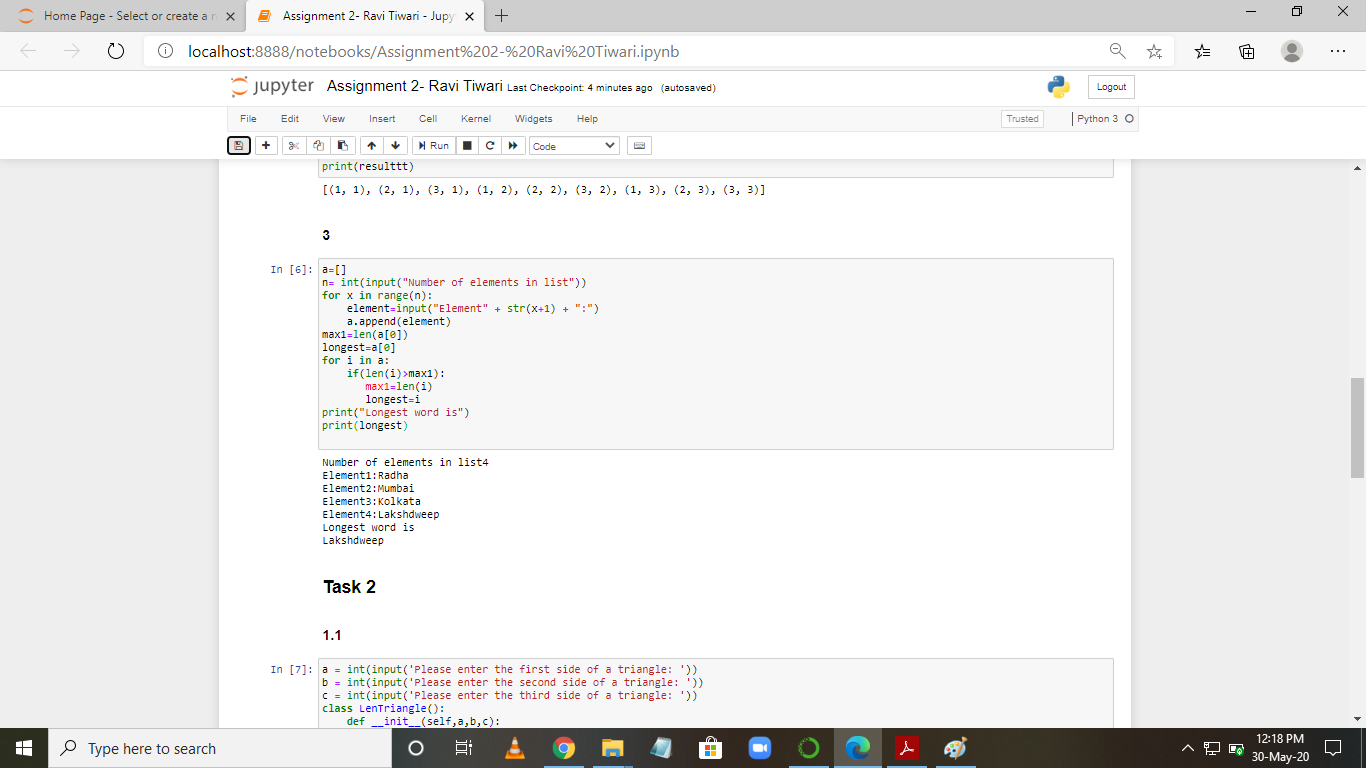 Home Page - Select or create a n
Assignment 2- Ravi Tiwari - Jupy
localhost:8888/notebooks/Assignment%202-%20Ravi%20Tiwari.ipynb
jupyter Assignment 2- Ravi Tiwari Last Checkpoint: 4 minutes ago (autosaved)
Logout
File Edit View Insert Cell Kernel Widgets Help
Trusted
Python 3
Run
Code
print(resulttt)
[(1, 1), (2, 1), (3, 1), (1, 2), (2, 2), (3, 2), (1, 3), (2, 3), (3, 3)]
3
In [6]:
a=[]
n= int(input("Number of elements in list"))
for x in range(n):
    element=input("Element" + str(x+1) + ":")
    a.append(element)
max1=len(a[0])
longest=a[0]
for i in a:
    if(len(i)>max1):
       max1=len(i)
       longest=i
print("Longest word is")
print(longest)
Number of elements in list4
Element1:Radha
Element2:Mumbai
Element3:Kolkata
Element4:Lakshdweep
Longest word is
Lakshdweep
Task 2
1.1
In [7]:
a = int(input('Please enter the first side of a triangle: '))
b = int(input('Please enter the second side of a triangle: '))
c = int(input('Please enter the third side of a triangle: '))
class LenTriangle():
    def __init__(self,a,b,c):
Type here to search
12:18 PM
30-May-20